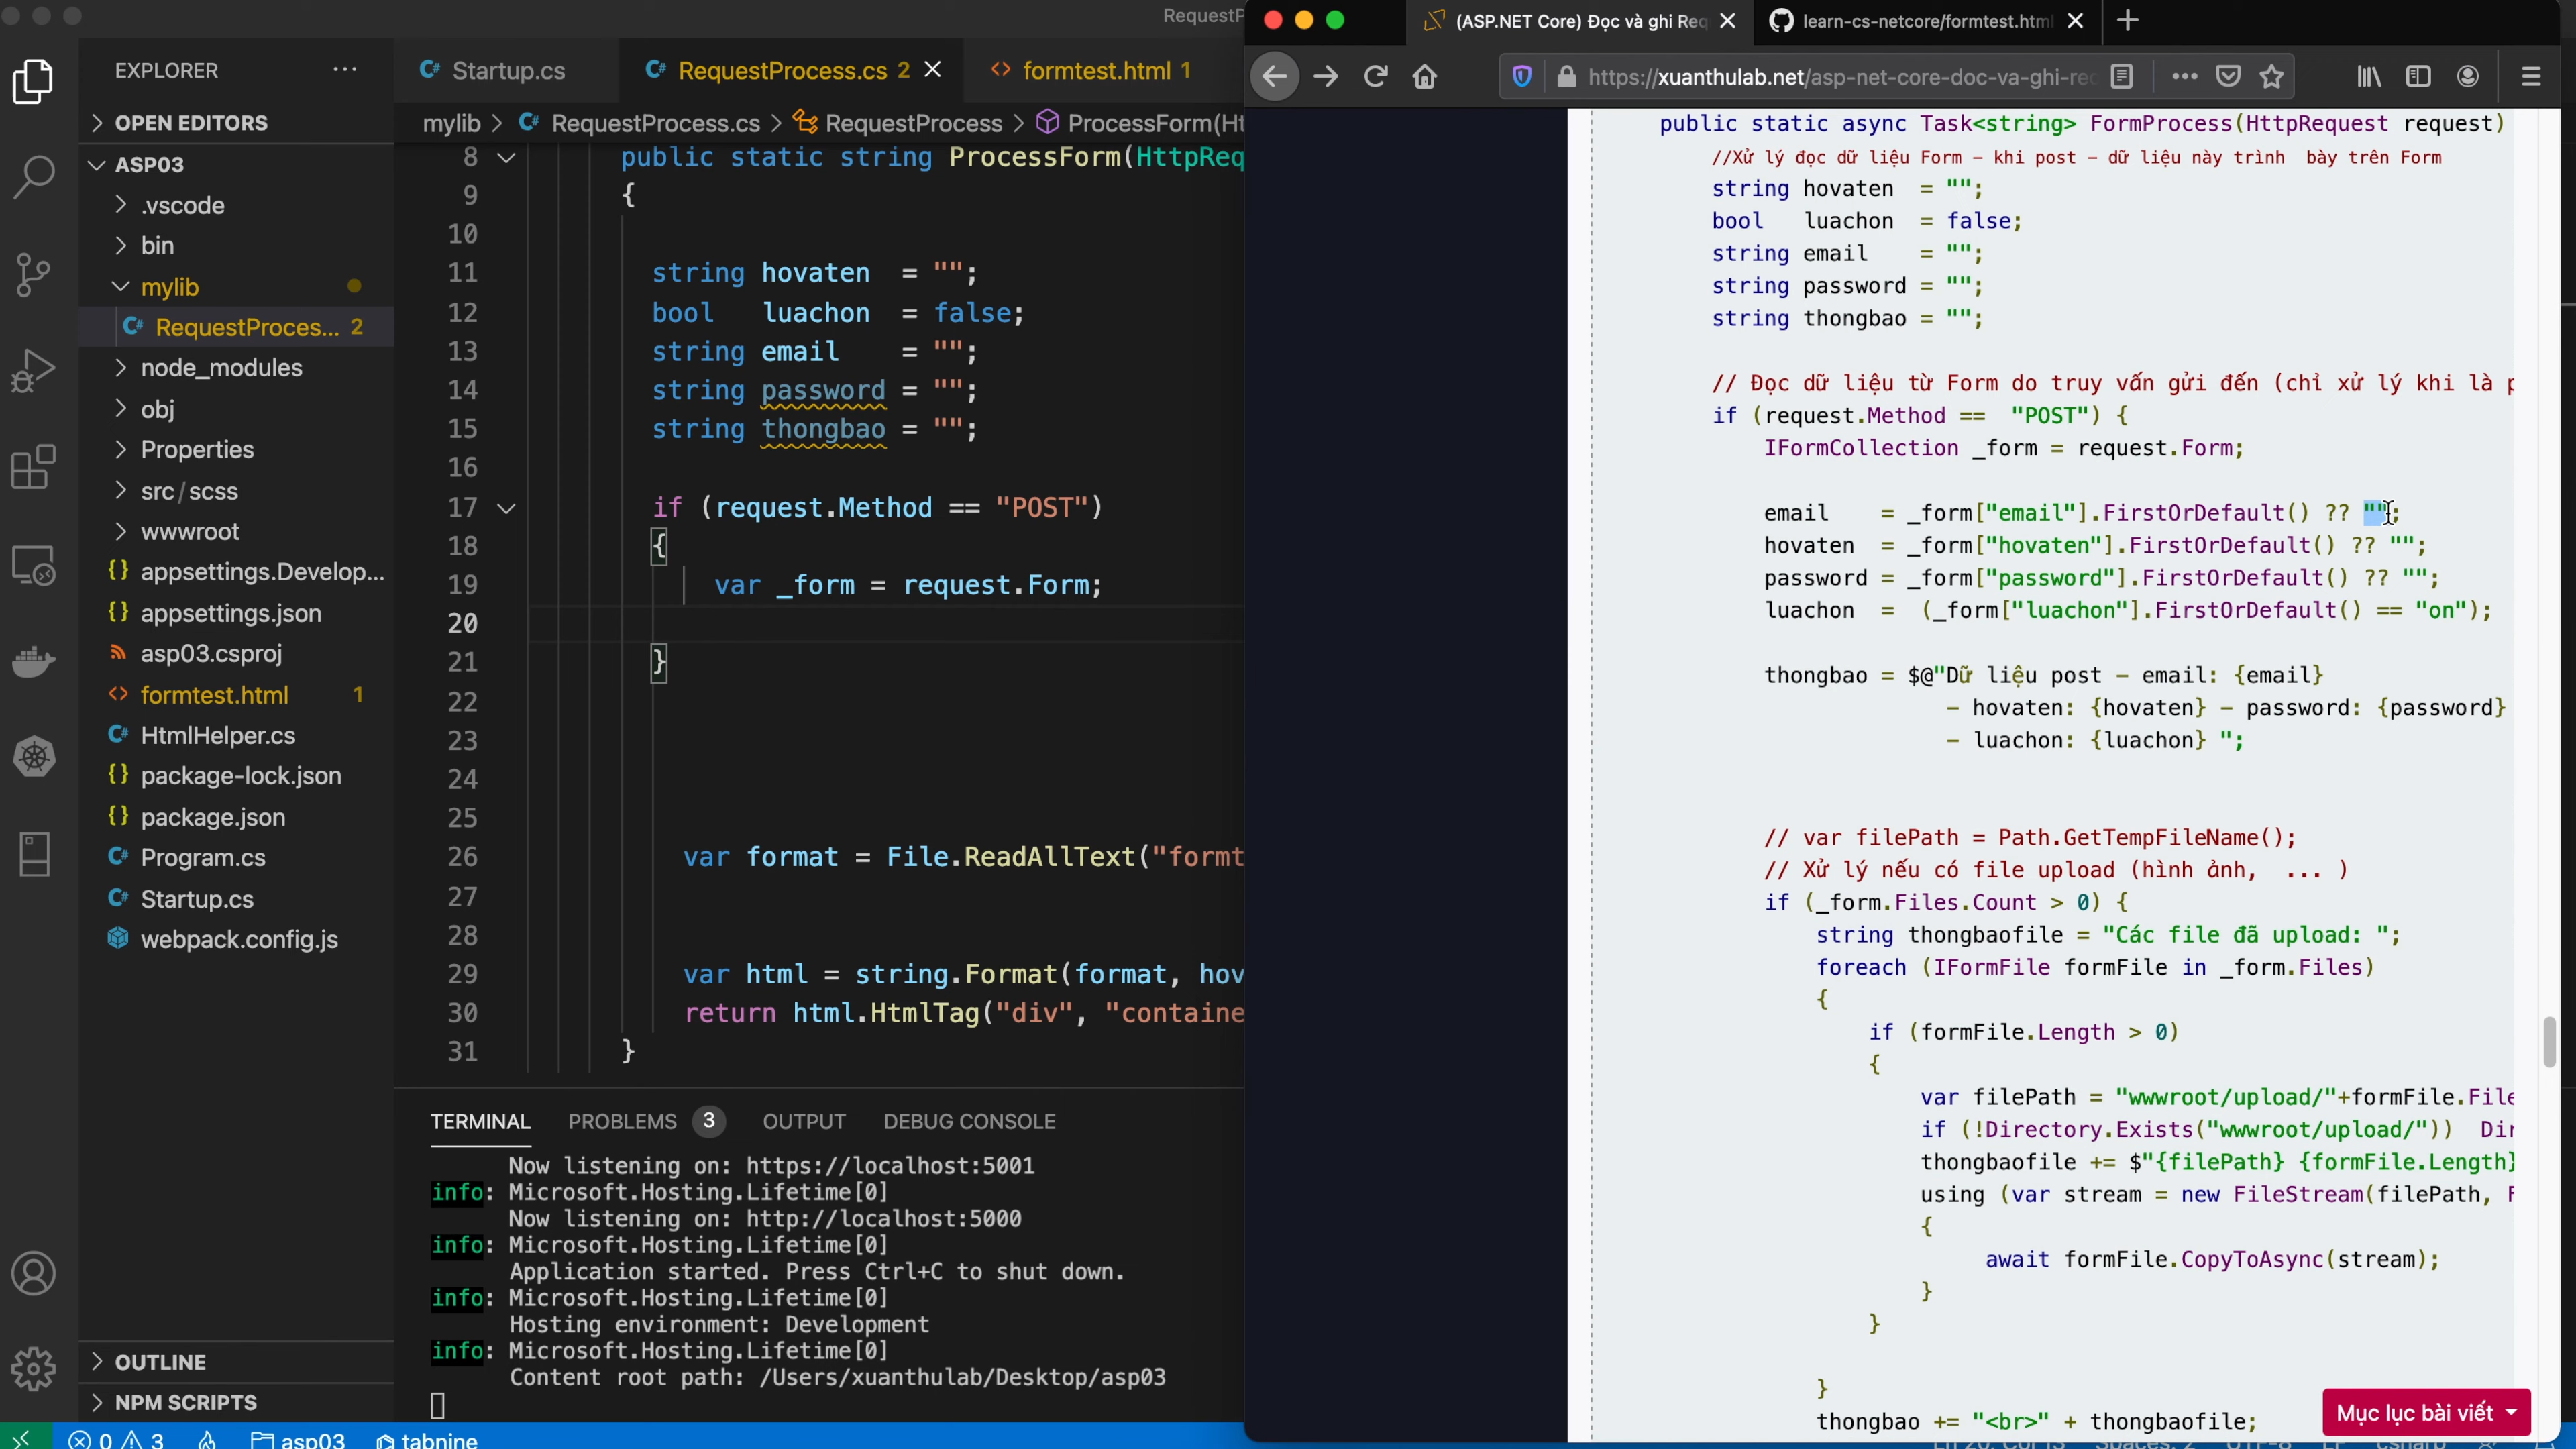 RequestP
EXPLORER
OPEN EDITORS
ASP03
.vscode
bin
mylib
RequestProces... 2
node_modules
obj
Properties
src/scss
wwwroot
appsettings.Develop...
appsettings.json
asp03.csproj
formtest.html 1
HtmlHelper.cs
package-lock.json
package.json
Program.cs
Startup.cs
webpack.config.js
OUTLINE
NPM SCRIPTS
Startup.cs
RequestProcess.cs 2
formtest.html 1
mylib > RequestProcess.cs > RequestProcess > ProcessForm(Ht
8 public static string ProcessForm(HttpReq
9 {
10
11 string hovaten = "";
12 bool luachon = false;
13 string email = "";
14 string password = "";
15 string thongbao = "";
16
17 if (request.Method == "POST")
18 {
19 var _form = request.Form;
20
21 }
22
23
24
25
26 var format = File.ReadAllText("formt
27
28
29 var html = string.Format(format, hov
30 return html.HtmlTag("div", "containe
31 }
TERMINAL PROBLEMS 3 OUTPUT DEBUG CONSOLE
Now listening on: https://localhost:5001
info: Microsoft.Hosting.Lifetime[0]
Now listening on: http://localhost:5000
info: Microsoft.Hosting.Lifetime[0]
Application started. Press Ctrl+C to shut down.
info: Microsoft.Hosting.Lifetime[0]
Hosting environment: Development
info: Microsoft.Hosting.Lifetime[0]
Content root path: /Users/xuanthulab/Desktop/asp03
0 3 asp03 tabnine
(ASP.NET Core) Đọc và ghi Req
learn-cs-netcore/formtest.html
https://xuanthulab.net/asp-net-core-doc-va-ghi-rec
public static async Task<string> FormProcess(HttpRequest request)
//Xử lý đọc dữ liệu Form – khi post – dữ liệu này trình bày trên Form
string hovaten = "";
bool luachon = false;
string email = "";
string password = "";
string thongbao = "";
// Đọc dữ liệu từ Form do truy vấn gửi đến (chỉ xử lý khi là p
if (request.Method == "POST") {
IFormCollection _form = request.Form;
email = _form["email"].FirstOrDefault() ?? "";
hovaten = _form["hovaten"].FirstOrDefault() ?? "";
password = _form["password"].FirstOrDefault() ?? "";
luachon = (_form["luachon"].FirstOrDefault() == "on");
thongbao = $@"Dữ liệu post – email: {email}
– hovaten: {hovaten} – password: {password}
– luachon: {luachon} ";
// var filePath = Path.GetTempFileName();
// Xử lý nếu có file upload (hình ảnh, ... )
if (_form.Files.Count > 0) {
string thongbaofile = "Các file đã upload: ";
foreach (IFormFile formFile in _form.Files)
{
if (formFile.Length > 0)
{
var filePath = "wwwroot/upload/"+formFile.File
if (!Directory.Exists("wwwroot/upload/")) Dir
thongbaofile += $"{filePath} {formFile.Length}
using (var stream = new FileStream(filePath, F
{
await formFile.CopyToAsync(stream);
}
}
}
thongbao += "<br>" + thongbaofile;
Mục lục bài viết